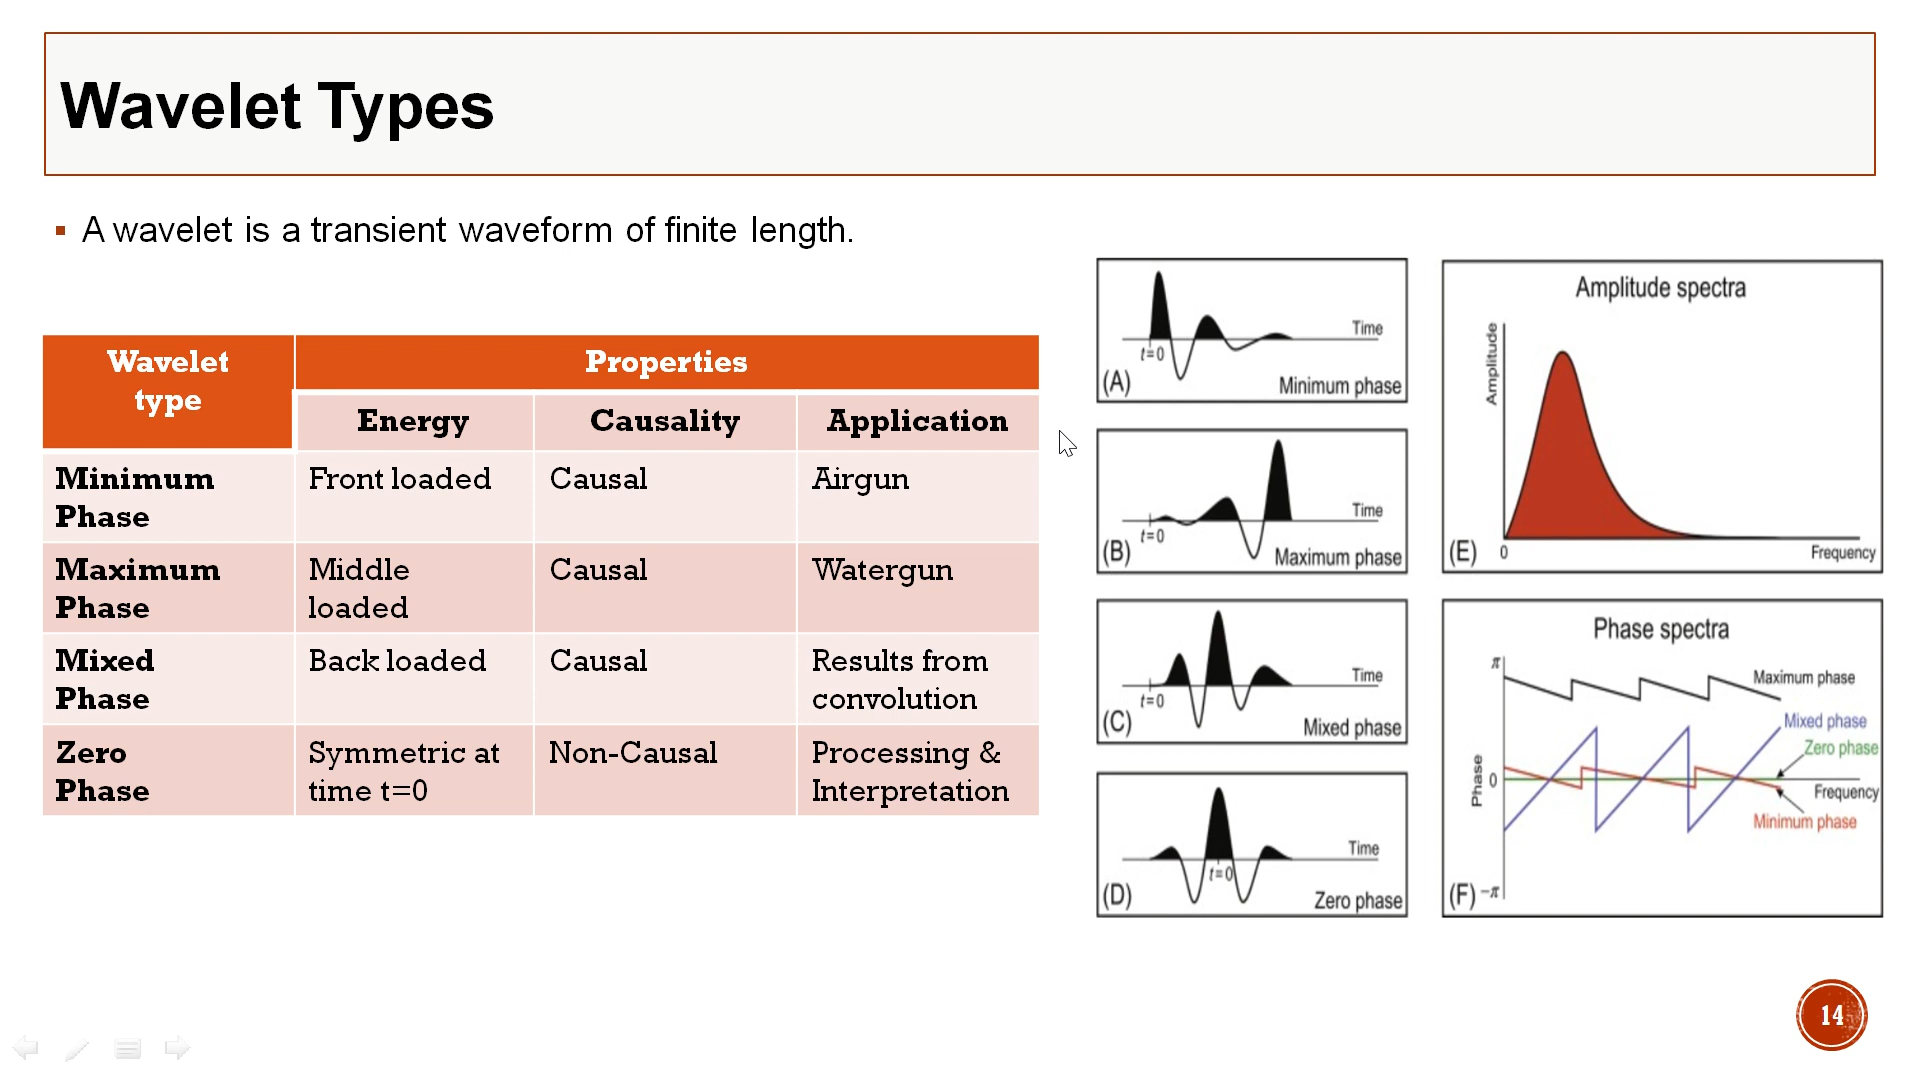 Wavelet Types
A wavelet is a transient waveform of finite length.
Wavelet
type
Properties
Energy
Causality
Application
Minimum
Phase
Front loaded
Causal
Airgun
Maximum
Phase
Middle
loaded
Causal
Watergun
Mixed
Phase
Back loaded
Causal
Results from
convolution
Zero
Phase
Symmetric at
time t=0
Non-Causal
Processing &
Interpretation
Time
t=0
(A)
Minimum phase
Time
t=0
(B)
Maximum phase
Time
t=0
(C)
Mixed phase
Time
t=0
(D)
Zero phase
Amplitude spectra
Amplitude
(E)
0
Frequency
Phase spectra
π
Maximum phase
Mixed phase
Zero phase
Phase
0
Frequency
Minimum phase
(F)
-π
14